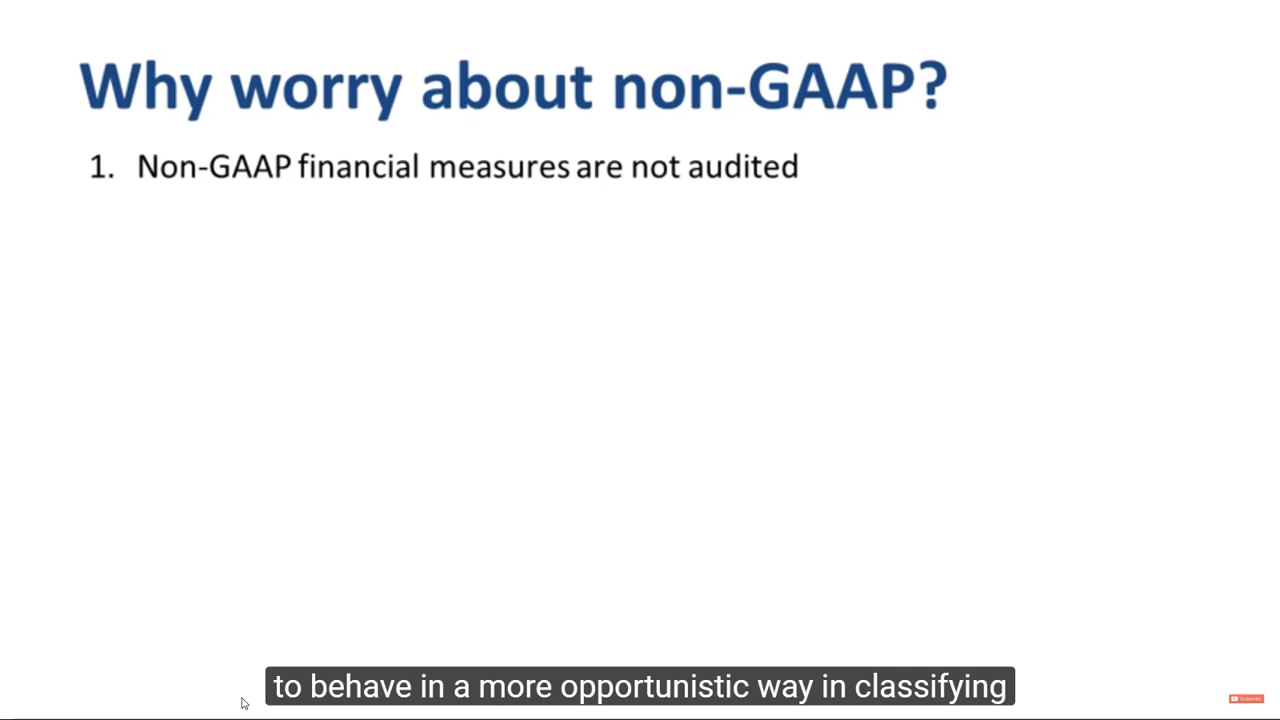 Why worry about non-GAAP?
1. Non-GAAP financial measures are not audited
to behave in a more opportunistic way in classifying